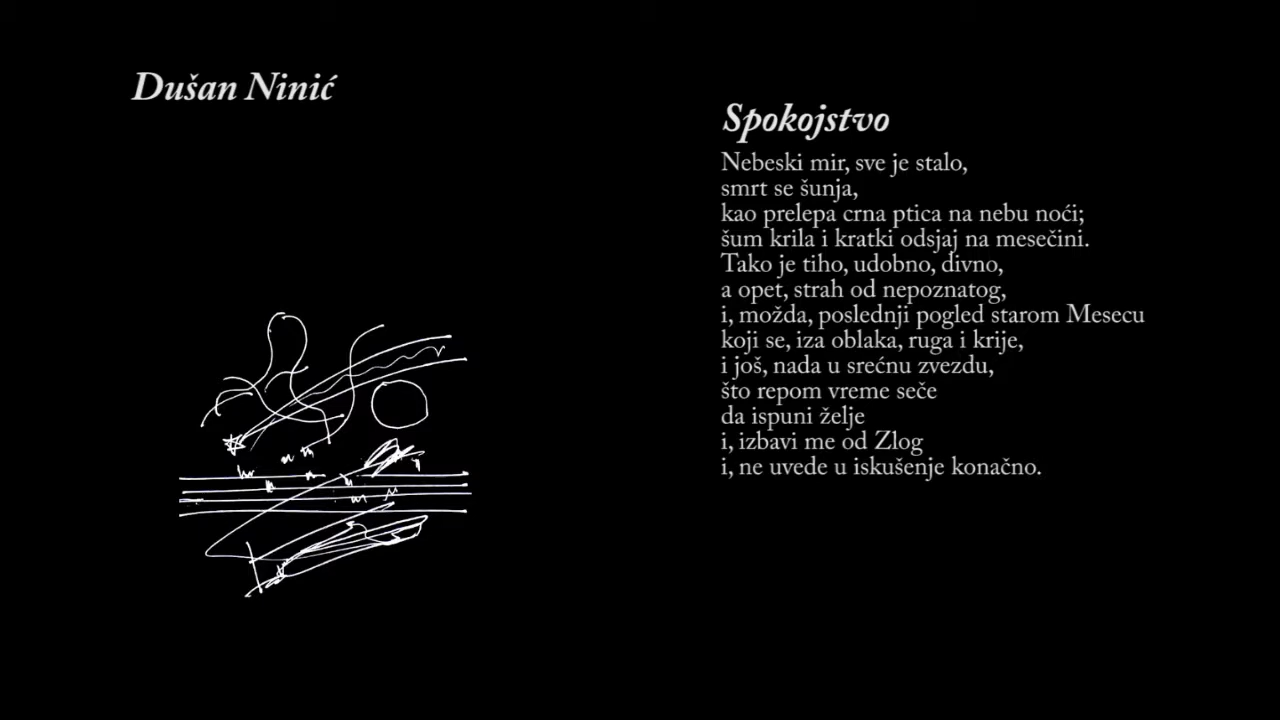 Dušan Ninić
Spokojstvo
Nebeski mir, sve je stalo,
smrt se šunja,
kao prelepa crna ptica na nebu noći;
šum krila i kratki odsjaj na mesečini.
Tako je tiho, udobno, divno,
a opet, strah od nepoznatog,
i, možda, poslednji pogled starom Mesecu
koji se, iza oblaka, ruga i krije,
i još, nada u srećnu zvezdu,
što repom vreme seče
da ispuni želje
i, izbavi me od Zlog
i, ne uvede u iskušenje konačno.